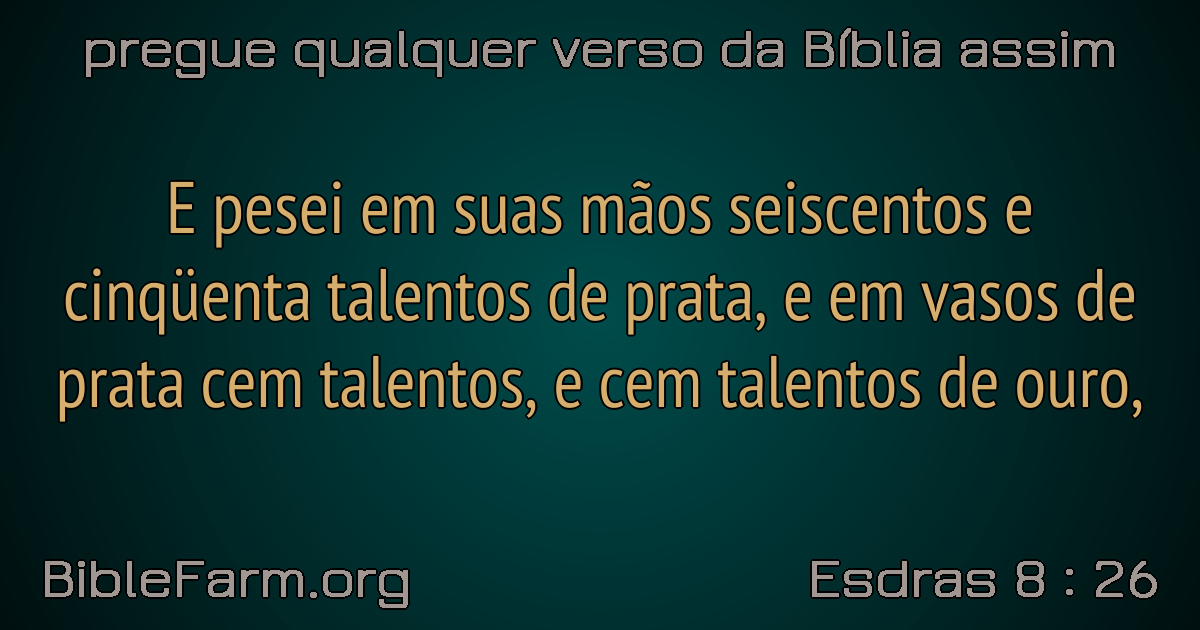 pregue qualquer verso da Bíblia assim
E pesei em suas mãos seiscentos e
cinqüenta talentos de prata, e em vasos de
prata cem talentos, e cem talentos de ouro,
BibleFarm.org
Esdras 8 : 26